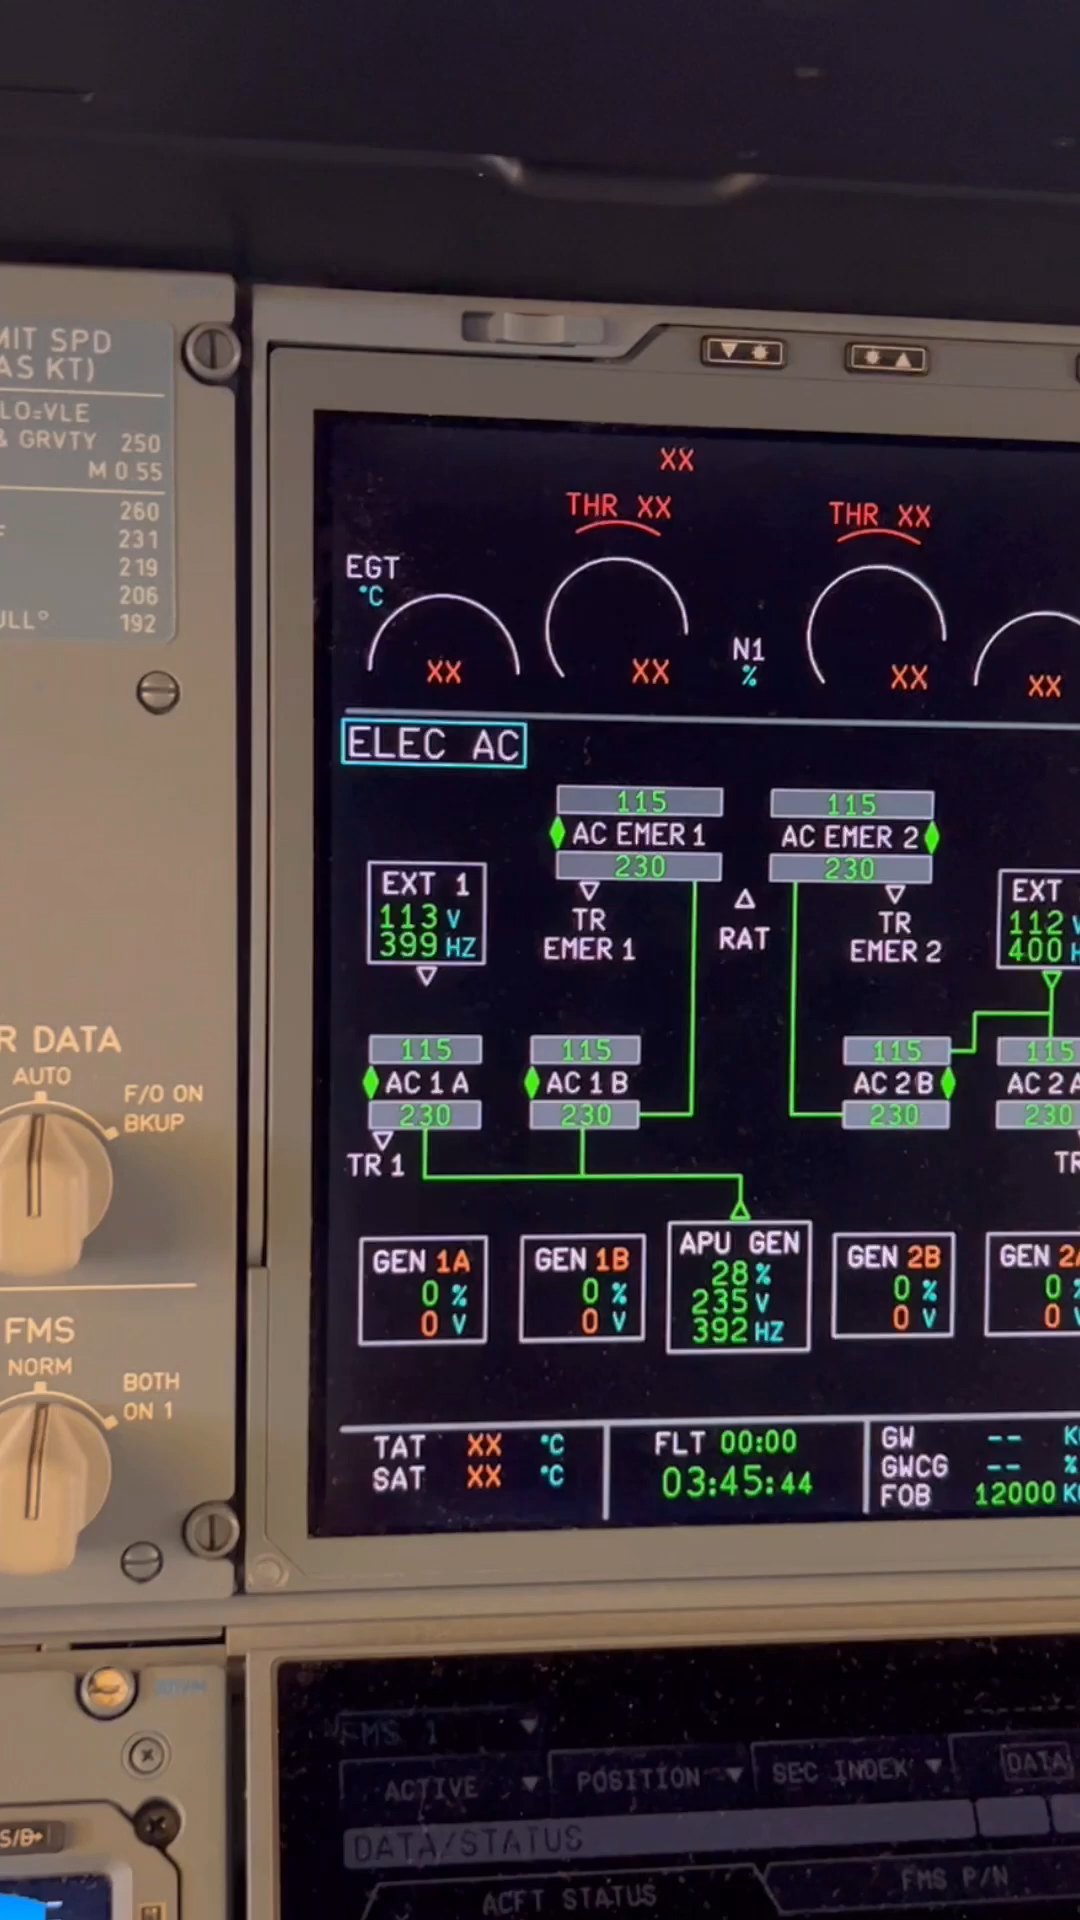 MIT SPD
AS KT)
LO=VLE
& GRVTY 250
M 0.55
260
F 231
219
206
ULL° 192
R DATA
AUTO
F/O ON
BKUP
FMS
NORM
BOTH
ON 1
XX
THR XX
THR XX
EGT
°C
XX
XX
N1
%
XX
XX
ELEC AC
115
AC EMER 1
230
115
AC EMER 2
230
EXT 1
113 V
399 HZ
TR
EMER 1
RAT
TR
EMER 2
EXT
112 V
400 H
115
AC 1 A
230
115
AC 1 B
230
115
AC 2 B
230
115
AC 2 A
230
TR 1
TR
GEN 1A
0 %
0 V
GEN 1B
0 %
0 V
APU GEN
28 %
235 V
392 HZ
GEN 2B
0 %
0 V
GEN 2A
0 %
0 V
TAT XX °C
SAT XX °C
FLT 00:00
03:45:44
GW -- K
GWCG -- %
FOB 12000 K
FMS 1
ACTIVE
POSITION
SEC INDEX
DATA
DATA/STATUS
ACFT STATUS
FMS P/N